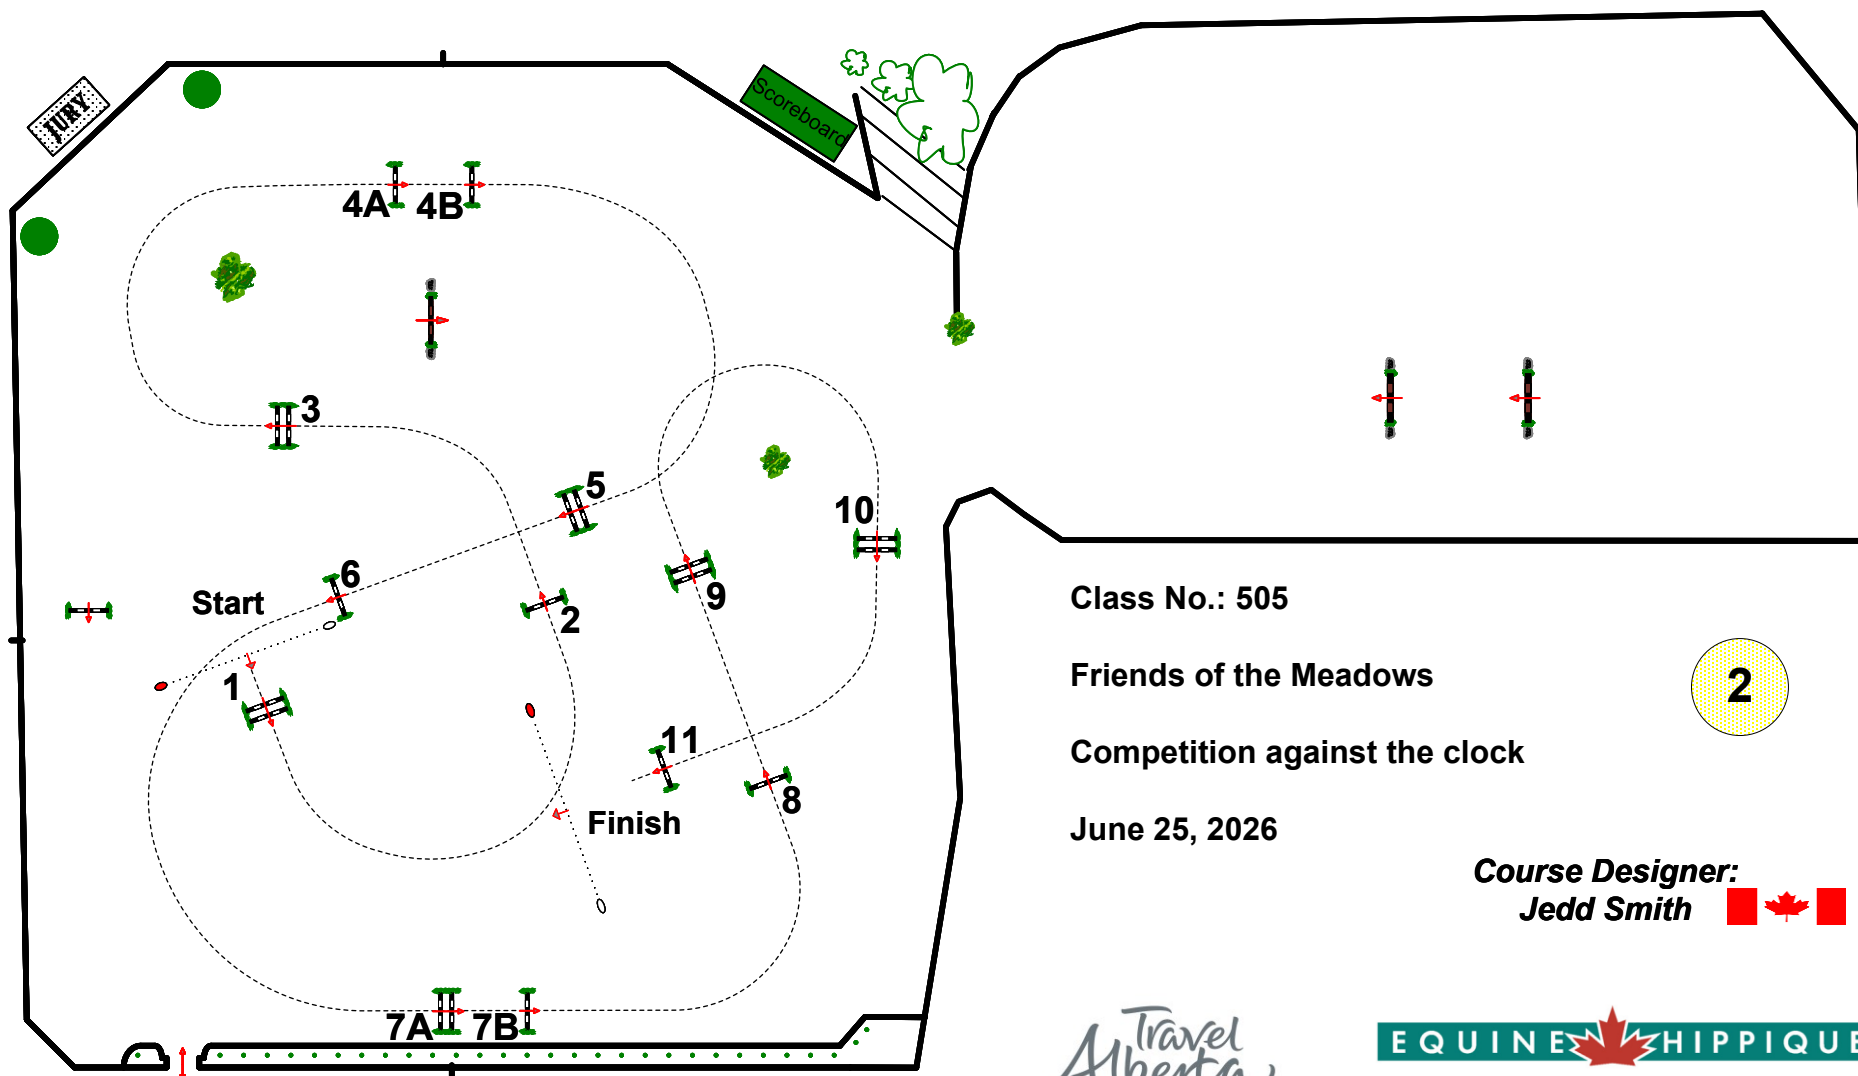 JURY
Scoreboard
4A
4B
3
5
10
6
Start
2
9
1
11
8
Finish
7A
7B
Class No.: 505
Friends of the Meadows
2
Competition against the clock
June 25, 2026
Course Designer:
Jedd Smith
Travel
Alberta
EQUINE HIPPIQUE